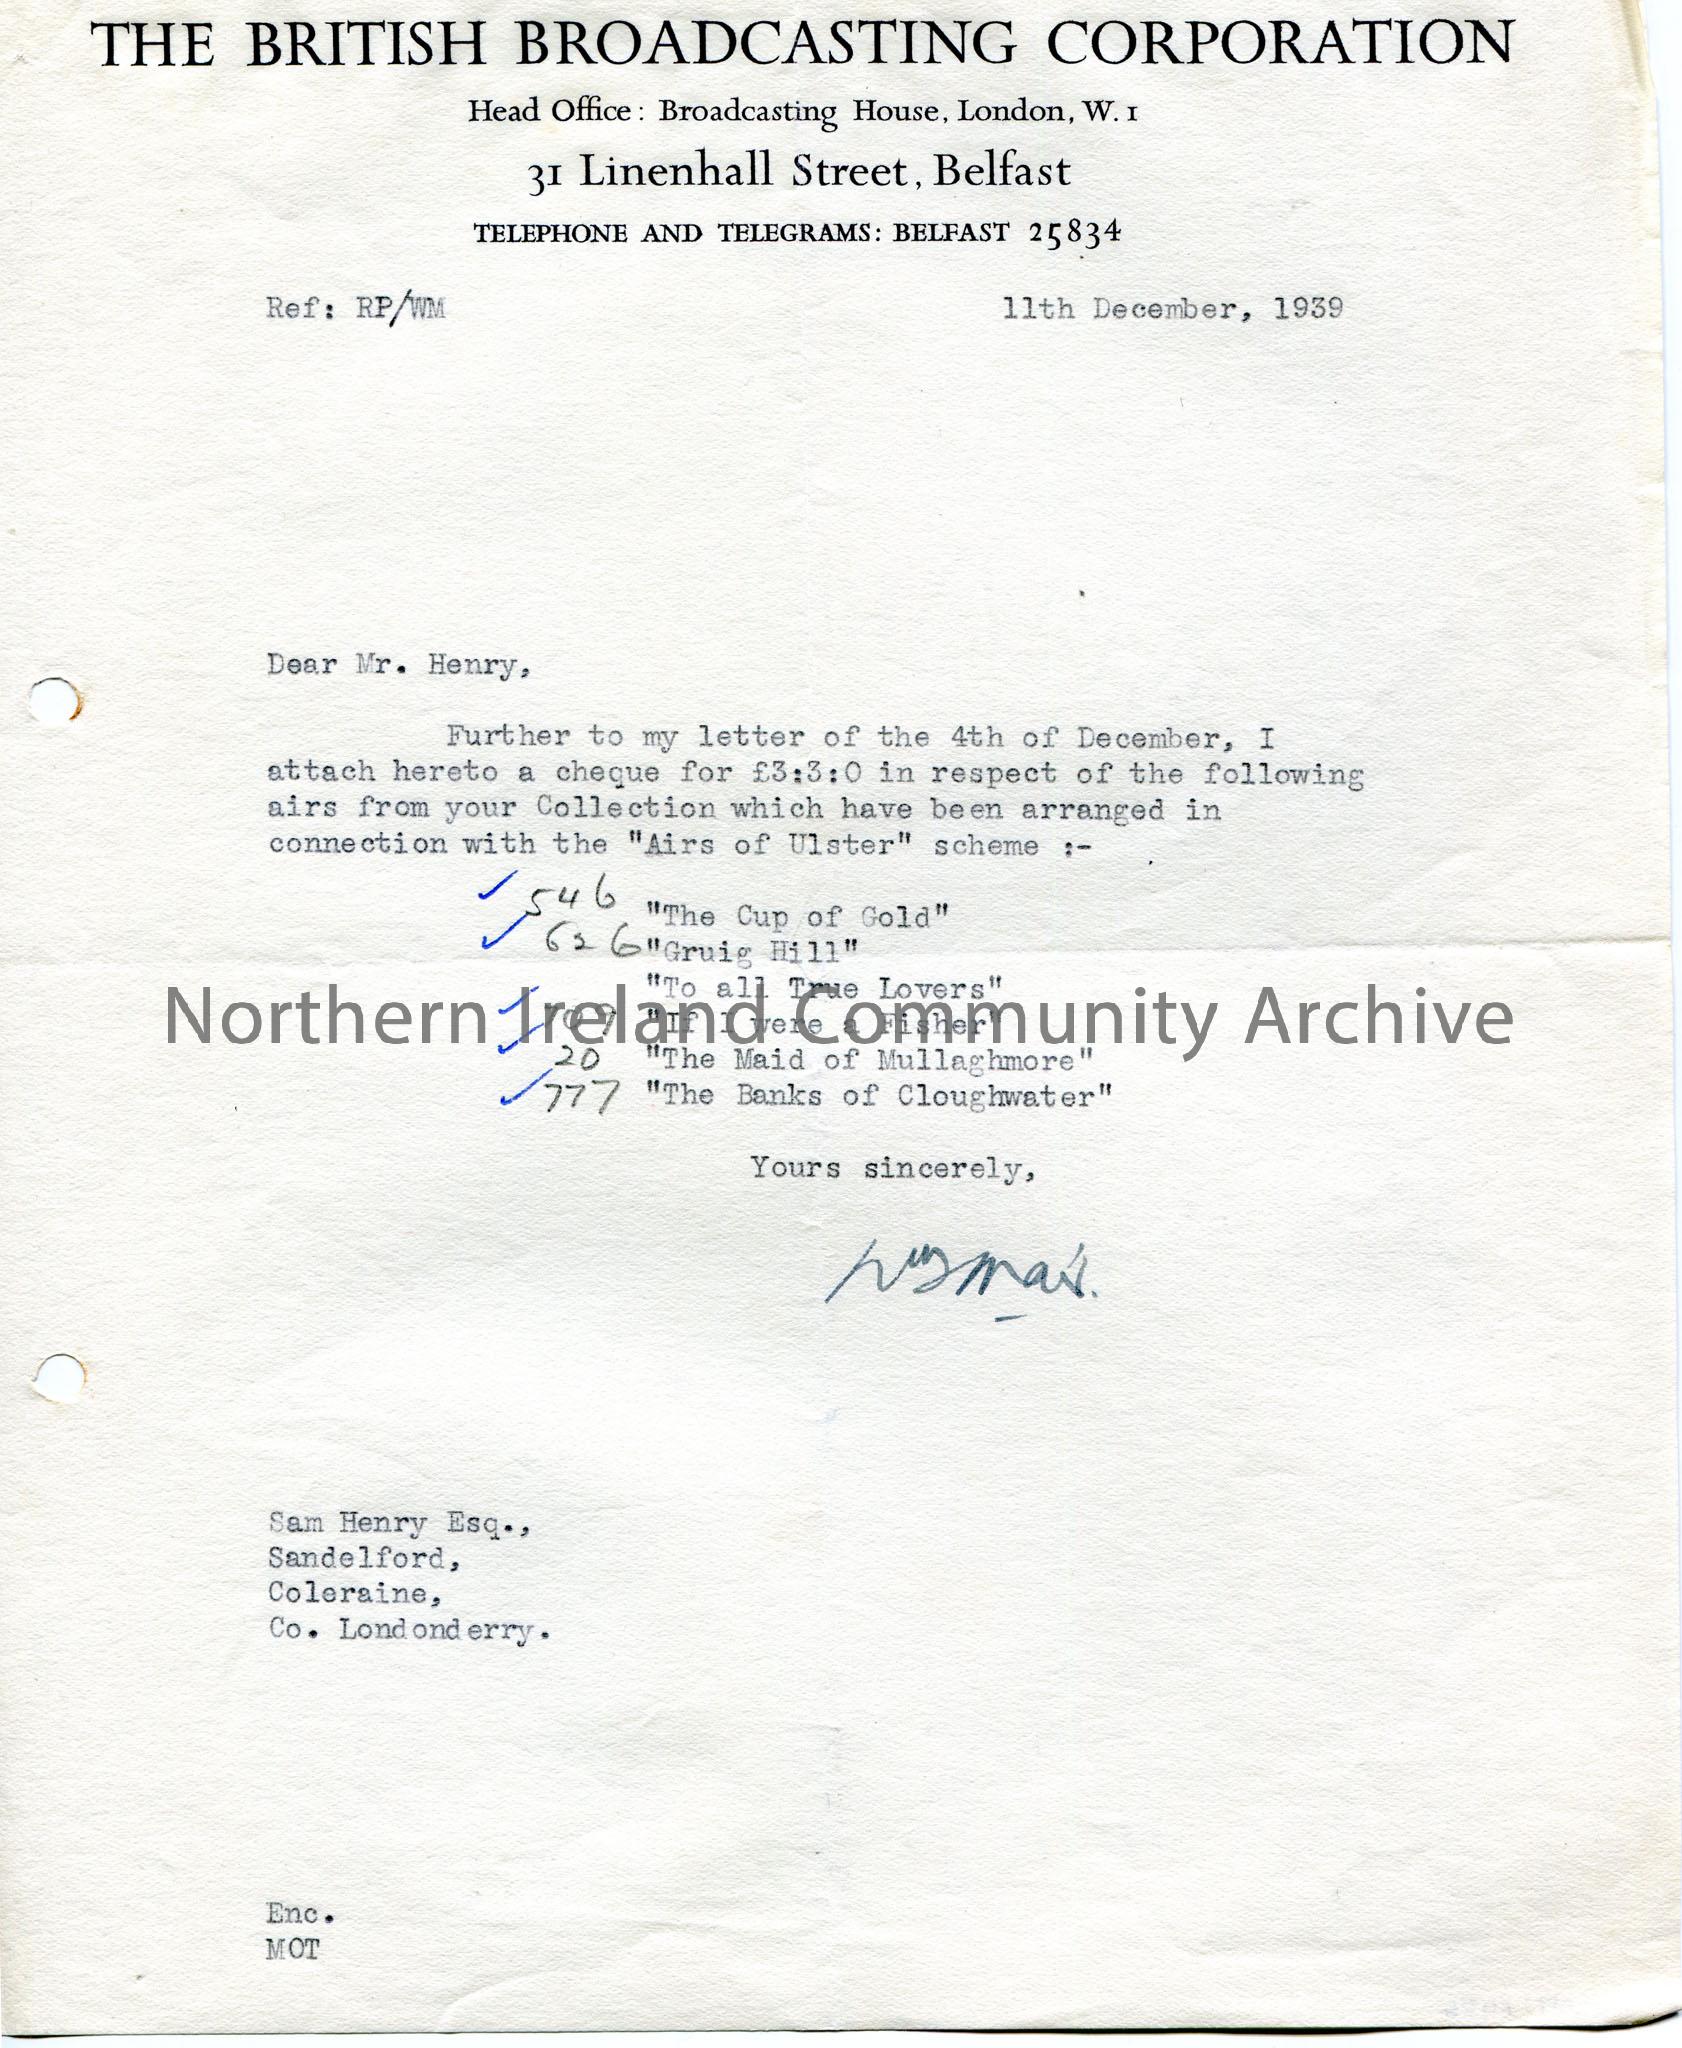 THE BRITISH BROADCASTING CORPORATION
Head Office: Broadcasting House, London, W.1
31 Linenhall Street, Belfast
TELEPHONE AND TELEGRAMS: BELFAST 25834
Ref: RP/WM 11th December, 1939
Dear Mr. Henry,
Further to my letter of the 4th of December, I
attach hereto a cheque for £3:3:0 in respect of the following
airs from your Collection which have been arranged in
connection with the "Airs of Ulster" scheme :-
✓ 546 "The Cup of Gold"
✓ 626 "Gruig Hill"
"To all True Lovers"
✓ 709 "If I were a Fisher"
✓ 20 "The Maid of Mullaghmore"
✓ 777 "The Banks of Cloughwater"
Northern Ireland Community Archive
Yours sincerely,
Sam Henry Esq.,
Sandelford,
Coleraine,
Co. Londonderry.
Enc.
MOT